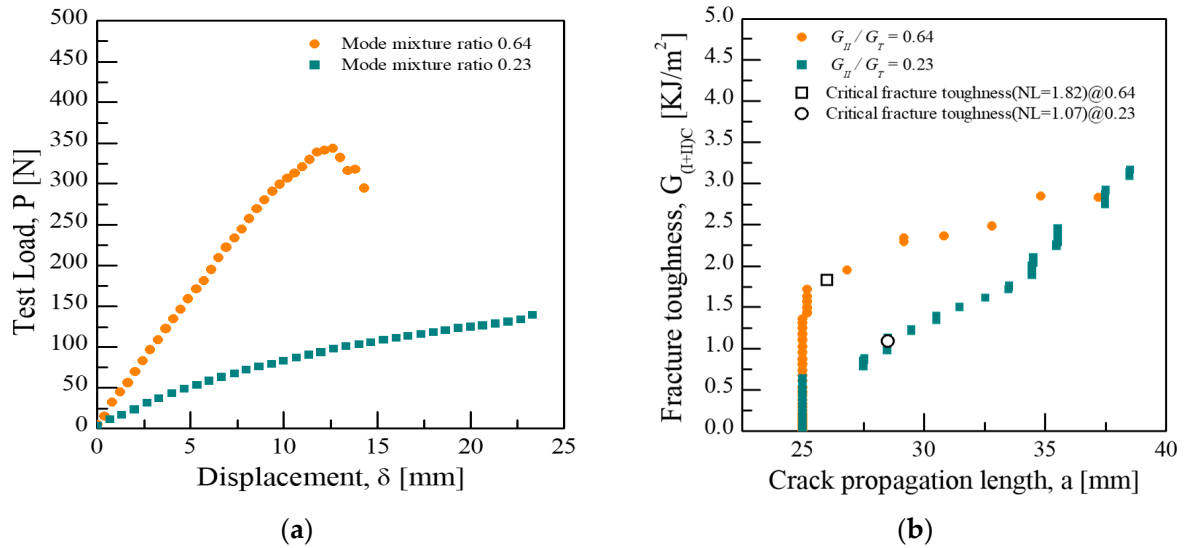 500
450
400
350
300
250
200
150
100
50
0
0
5
10
15
20
25
Test Load, P [N]
Displacement, δ [mm]
Mode mixture ratio 0.64
Mode mixture ratio 0.23
(a)
5.0
4.5
4.0
3.5
3.0
2.5
2.0
1.5
1.0
0.5
0.0
25
30
35
40
Fracture toughness, G(I+II)C [KJ/m²]
Crack propagation length, a [mm]
GII / GT = 0.64
GII / GT = 0.23
Critical fracture toughness(NL=1.82)@0.64
Critical fracture toughness(NL=1.07)@0.23
(b)